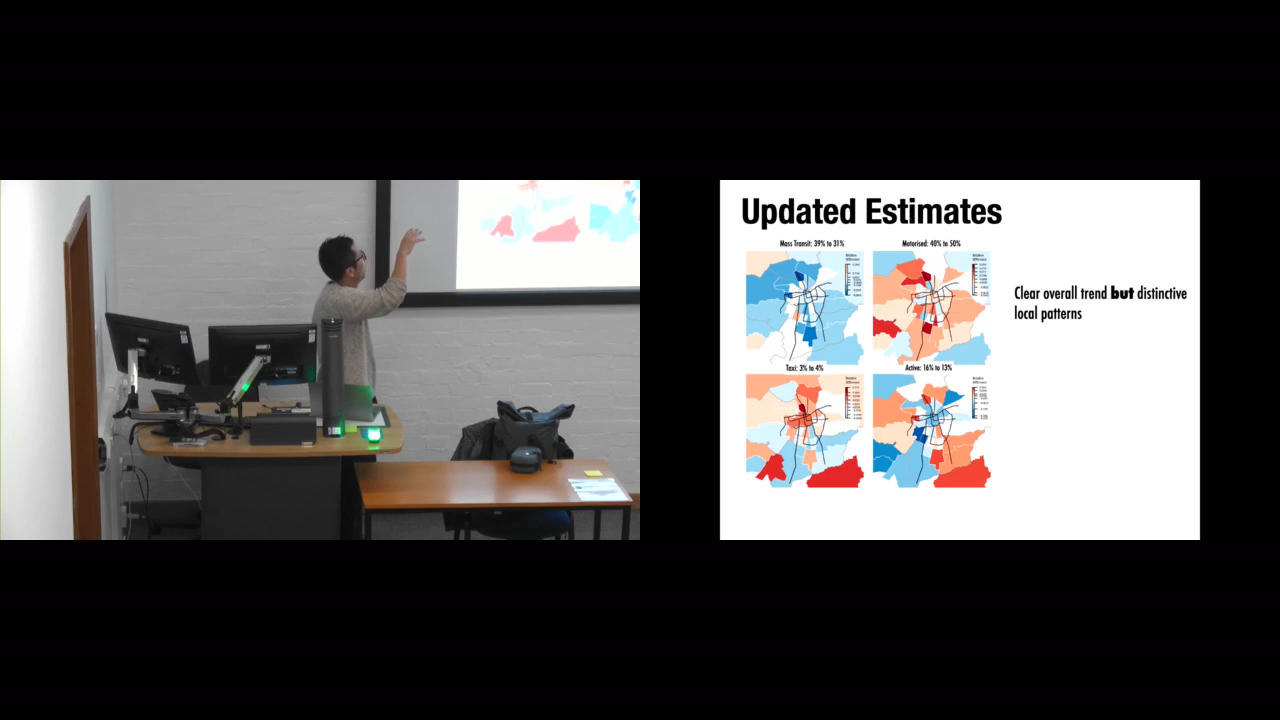 Updated Estimates
Mass Transit: 39% to 31%
Motorised: 40% to 50%
Clear overall trend but distinctive
local patterns
Taxi: 3% to 4%
Active: 16% to 13%